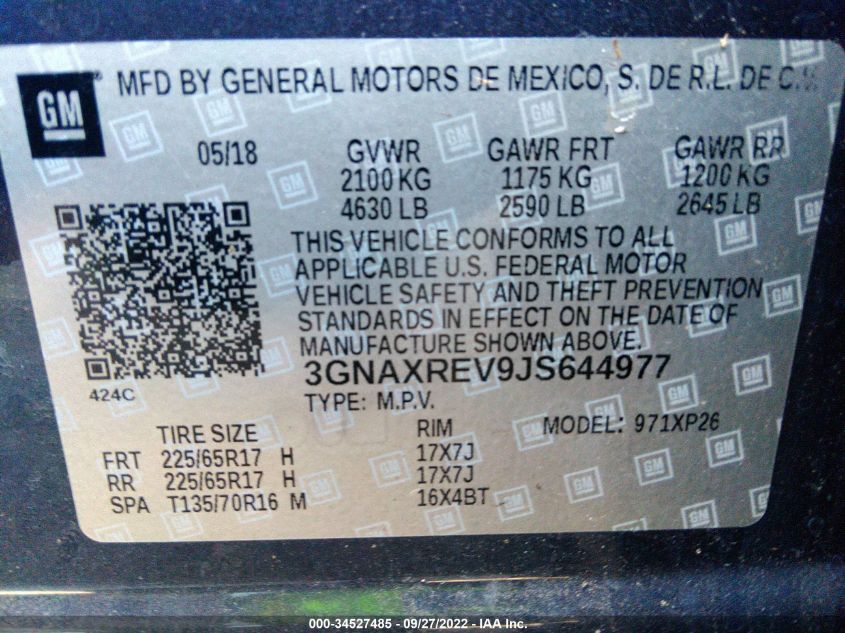 GM
MFD BY GENERAL MOTORS DE MEXICO, S. DE R.L. DE C.V.
05/18 GVWR GAWR FRT GAWR RR
2100 KG 1175 KG 1200 KG
4630 LB 2590 LB 2645 LB
THIS VEHICLE CONFORMS TO ALL
APPLICABLE U.S. FEDERAL MOTOR
VEHICLE SAFETY AND THEFT PREVENTION
STANDARDS IN EFFECT ON THE DATE OF
MANUFACTURE SHOWN ABOVE.
3GNAXREV9JS644977
424C
TYPE: M.P.V.
TIRE SIZE RIM MODEL: 971XP26
FRT 225/65R17 H 17X7J
RR 225/65R17 H 17X7J
SPA T135/70R16 M 16X4BT
000-34527485 - 09/27/2022 - IAA Inc.